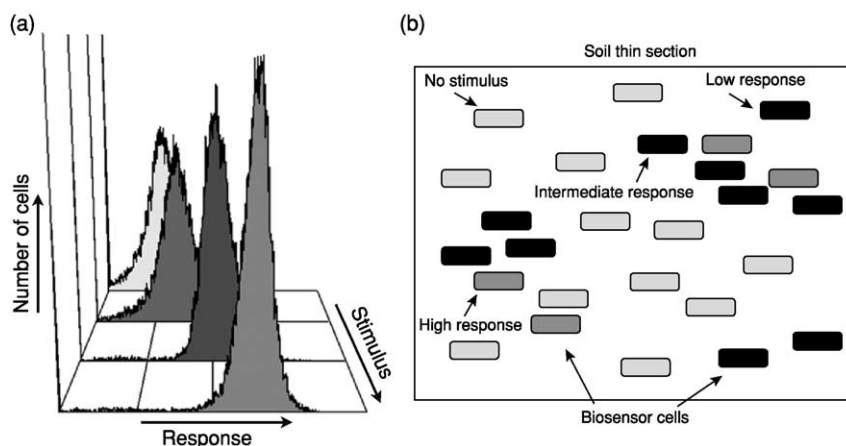 (a)
Number of cells
Response
Stimulus
(b)
Soil thin section
No stimulus
Low response
Intermediate response
High response
Biosensor cells